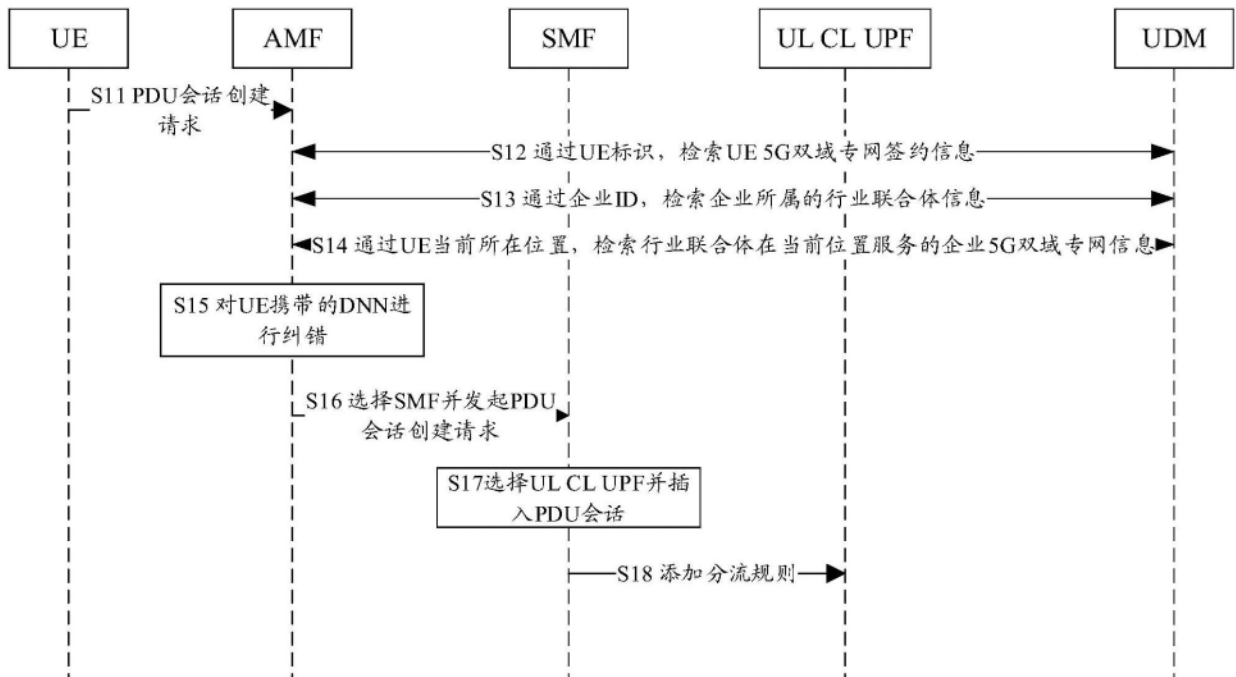 UE
AMF
SMF
UL CL UPF
UDM
S11 PDU会话创建
请求
S12 通过UE标识，检索UE 5G双域专网签约信息
S13 通过企业ID，检索企业所属的行业联合体信息
S14 通过UE当前所在位置，检索行业联合体在当前位置服务的企业5G双域专网信息
S15 对UE携带的DNN进
行纠错
S16 选择SMF并发起PDU
会话创建请求
S17选择UL CL UPF并插
入PDU会话
S18 添加分流规则